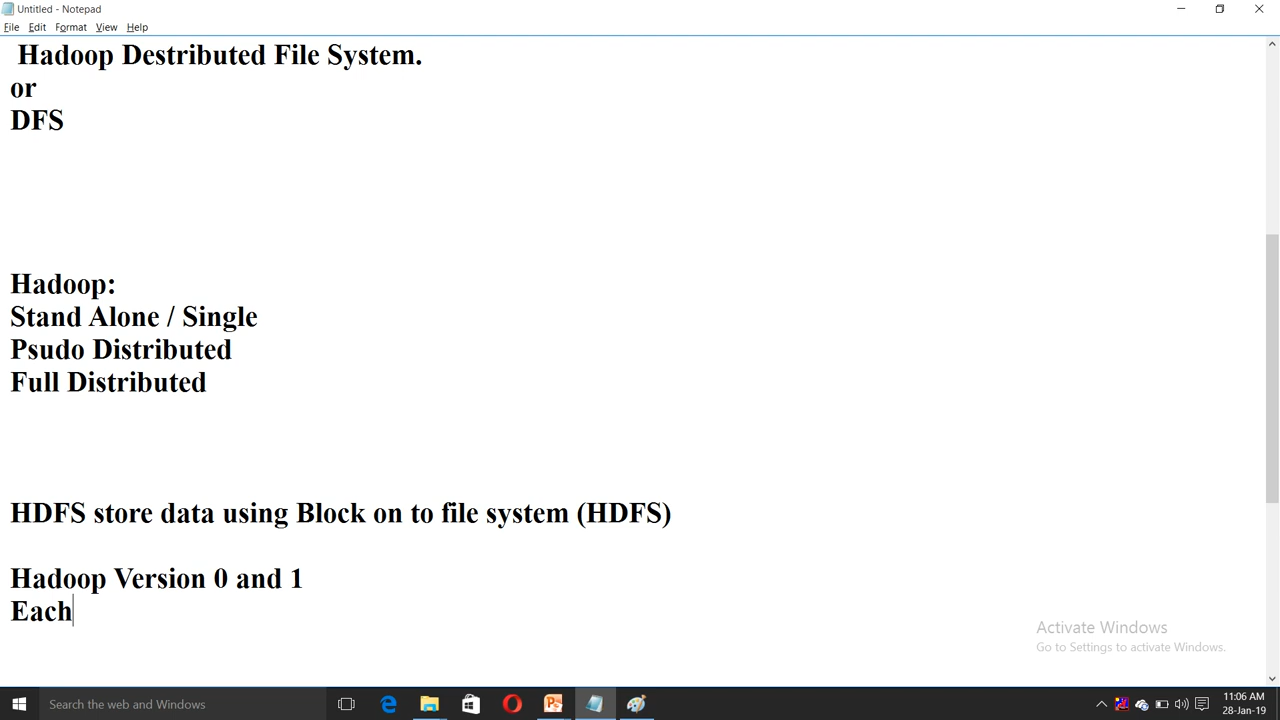 Untitled - Notepad
File Edit Format View Help
Hadoop Destributed File System.
or
DFS
Hadoop:
Stand Alone / Single
Psudo Distributed
Full Distributed
HDFS store data using Block on to file system (HDFS)
Hadoop Version 0 and 1
Each
Activate Windows
Go to Settings to activate Windows.
Search the web and Windows
11:06 AM
28-Jan-19